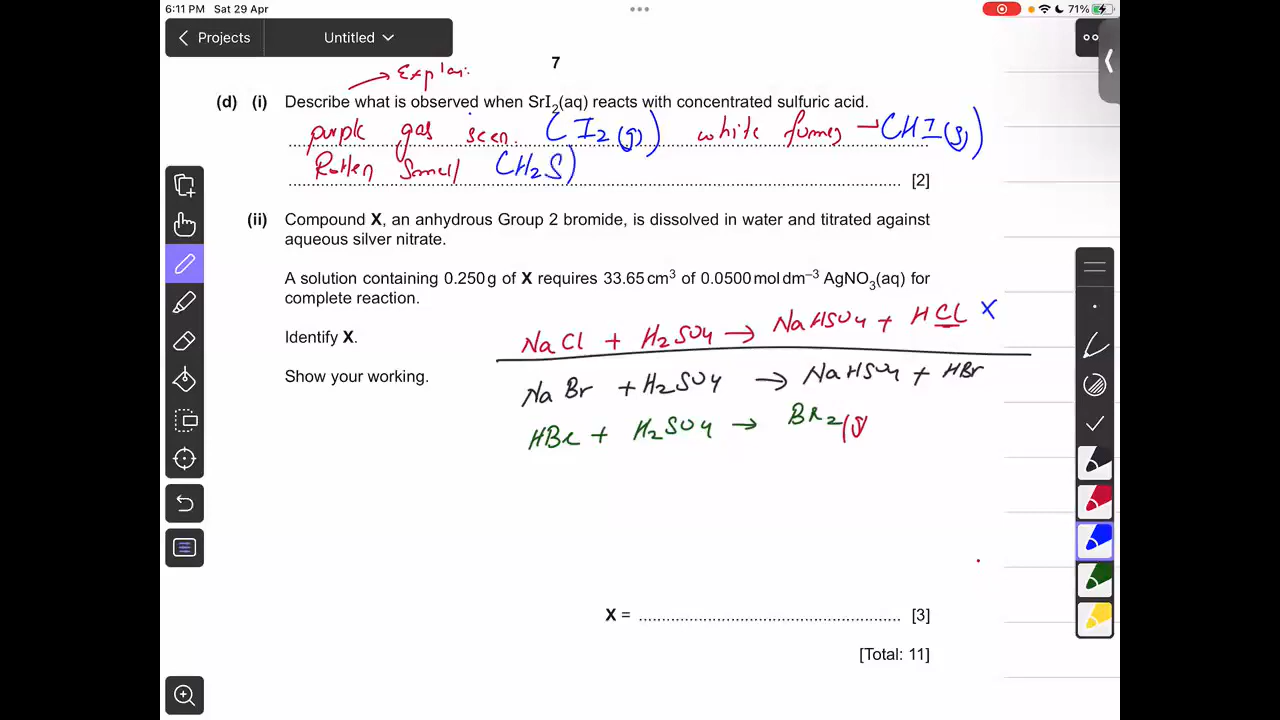 6:11 PM Sat 29 Apr
71%
Projects
Untitled
7
Explai
(d) (i) Describe what is observed when SrI₂(aq) reacts with concentrated sulfuric acid.
purple gas seen. (I₂(g)) white fumes → (HI(g))
Rotten smell (H₂S)
[2]
(ii) Compound X, an anhydrous Group 2 bromide, is dissolved in water and titrated against
aqueous silver nitrate.
A solution containing 0.250 g of X requires 33.65 cm³ of 0.0500 mol dm⁻³ AgNO₃(aq) for
complete reaction.
Identify X.
NaCl + H₂SO₄ → NaHSO₄ + HCl X
Show your working.
NaBr + H₂SO₄ → NaHSO₄ + HBr
HBr + H₂SO₄ → Br₂(g
X = [3]
[Total: 11]